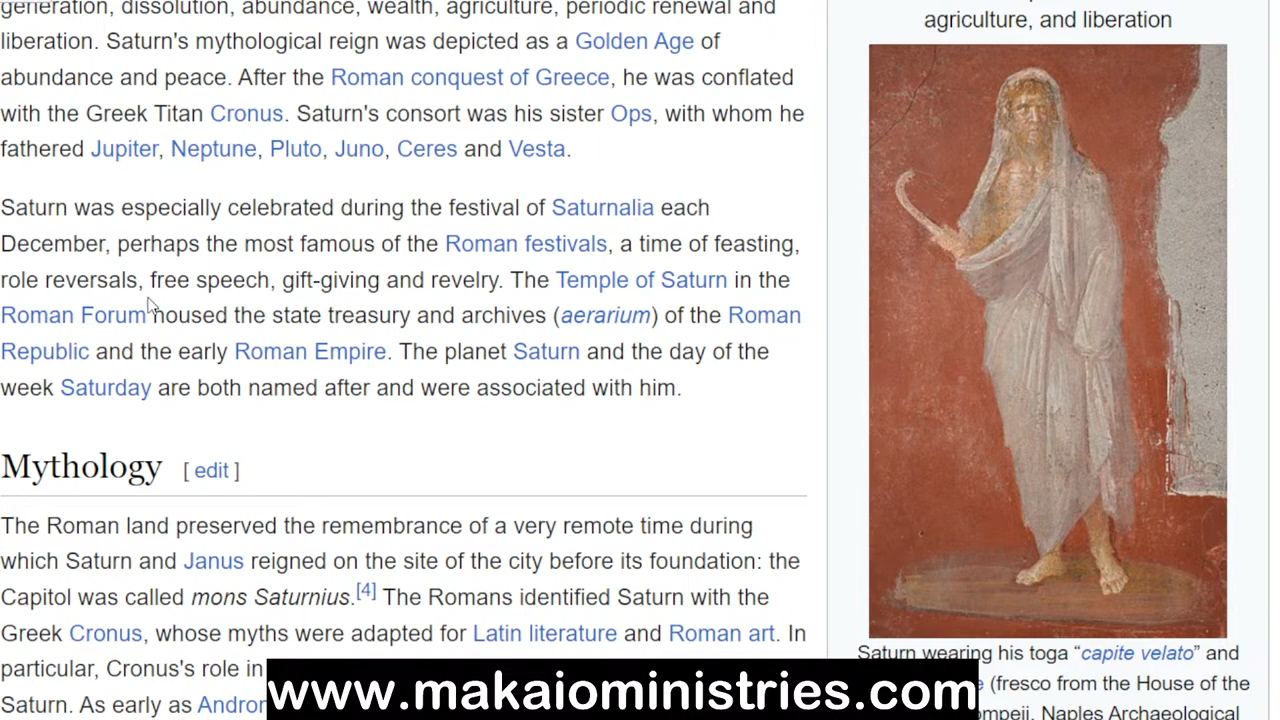 generation, dissolution, abundance, wealth, agriculture, periodic renewal and
liberation. Saturn's mythological reign was depicted as a Golden Age of
abundance and peace. After the Roman conquest of Greece, he was conflated
with the Greek Titan Cronus. Saturn's consort was his sister Ops, with whom he
fathered Jupiter, Neptune, Pluto, Juno, Ceres and Vesta.
Saturn was especially celebrated during the festival of Saturnalia each
December, perhaps the most famous of the Roman festivals, a time of feasting,
role reversals, free speech, gift-giving and revelry. The Temple of Saturn in the
Roman Forum housed the state treasury and archives (aerarium) of the Roman
Republic and the early Roman Empire. The planet Saturn and the day of the
week Saturday are both named after and were associated with him.
Mythology [ edit ]
The Roman land preserved the remembrance of a very remote time during
which Saturn and Janus reigned on the site of the city before its foundation: the
Capitol was called mons Saturnius.[4] The Romans identified Saturn with the
Greek Cronus, whose myths were adapted for Latin literature and Roman art. In
particular, Cronus's role in
Saturn. As early as Andron
agriculture, and liberation
Saturn wearing his toga “capite velato” and
(fresco from the House of the
Naples Archaeological
www.makaioministries.com